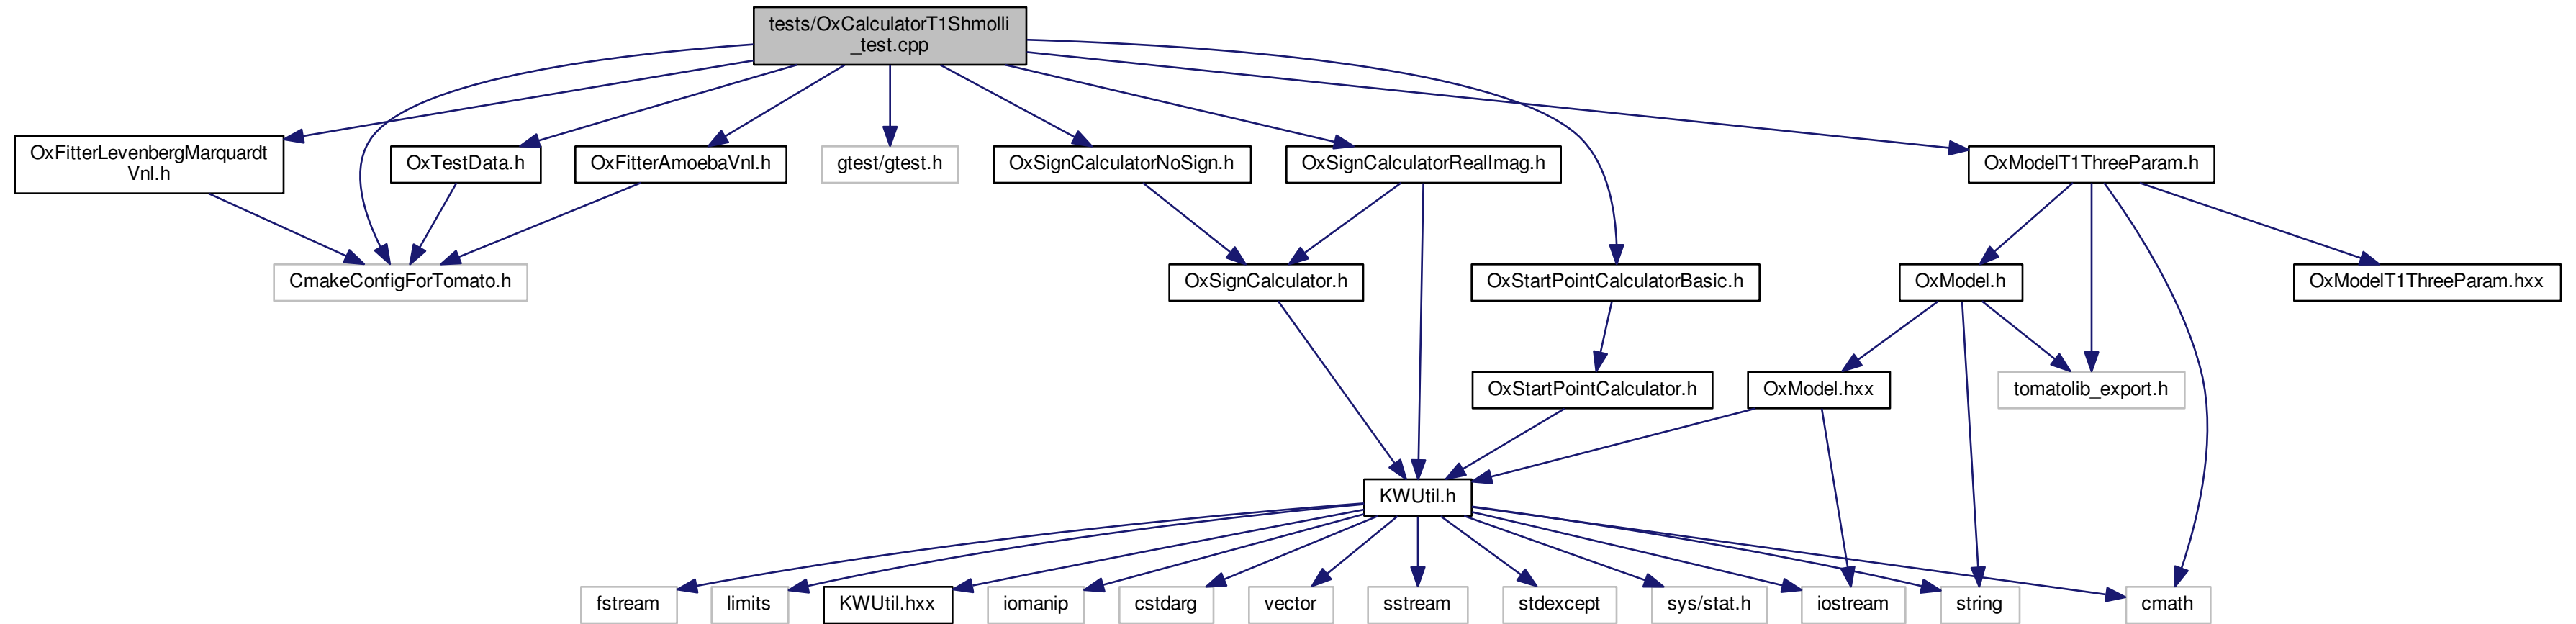 tests/OxCalculatorT1Shmolli
_test.cpp
OxFitterLevenbergMarquardt
Vnl.h
OxTestData.h
OxFitterAmoebaVnl.h
gtest/gtest.h
OxSignCalculatorNoSign.h
OxSignCalculatorRealImag.h
OxModelT1ThreeParam.h
CmakeConfigForTomato.h
OxSignCalculator.h
OxStartPointCalculatorBasic.h
OxModel.h
OxModelT1ThreeParam.hxx
OxStartPointCalculator.h
OxModel.hxx
tomatolib_export.h
KWUtil.h
fstream
limits
KWUtil.hxx
iomanip
cstdarg
vector
sstream
stdexcept
sys/stat.h
iostream
string
cmath